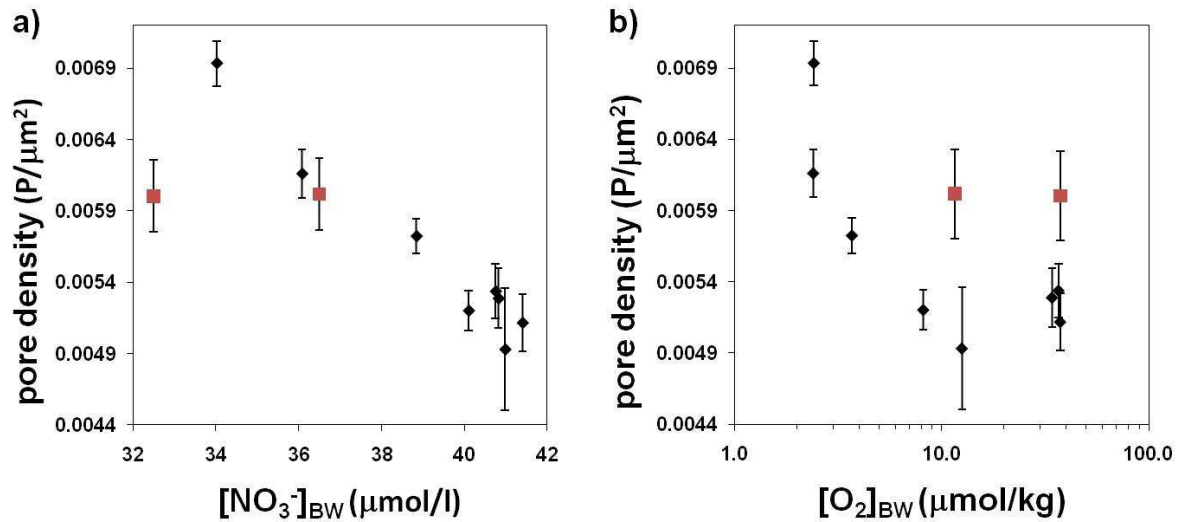 a)
pore density (P/μm²)
0.0069
0.0064
0.0059
0.0054
0.0049
0.0044
32 34 36 38 40 42
[NO₃⁻]BW (μmol/l)
b)
pore density (P/μm²)
0.0069
0.0064
0.0059
0.0054
0.0049
0.0044
1.0 10.0 100.0
[O₂]BW (μmol/kg)